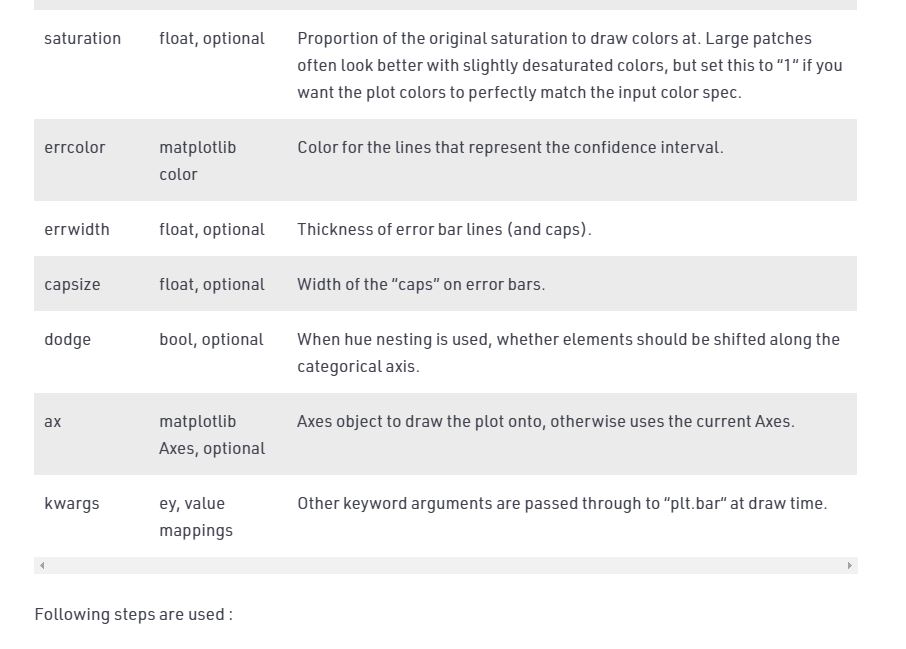 saturation float, optional Proportion of the original saturation to draw colors at. Large patches
often look better with slightly desaturated colors, but set this to “1“ if you
want the plot colors to perfectly match the input color spec.
errcolor matplotlib Color for the lines that represent the confidence interval.
color
errwidth float, optional Thickness of error bar lines (and caps).
capsize float, optional Width of the “caps” on error bars.
dodge bool, optional When hue nesting is used, whether elements should be shifted along the
categorical axis.
ax matplotlib Axes object to draw the plot onto, otherwise uses the current Axes.
Axes, optional
kwargs ey, value Other keyword arguments are passed through to “plt.bar“ at draw time.
mappings
Following steps are used :